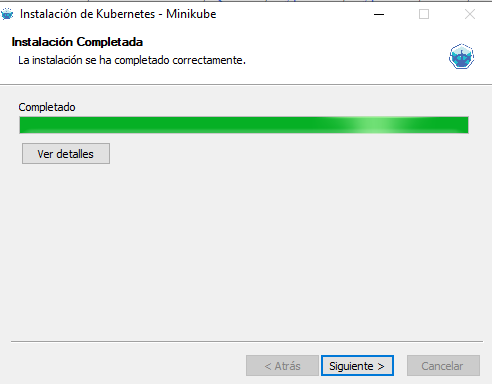 Instalación de Kubernetes - Minikube
Instalación Completada
La instalación se ha completado correctamente.
Completado
Ver detalles
< Atrás
Siguiente >
Cancelar